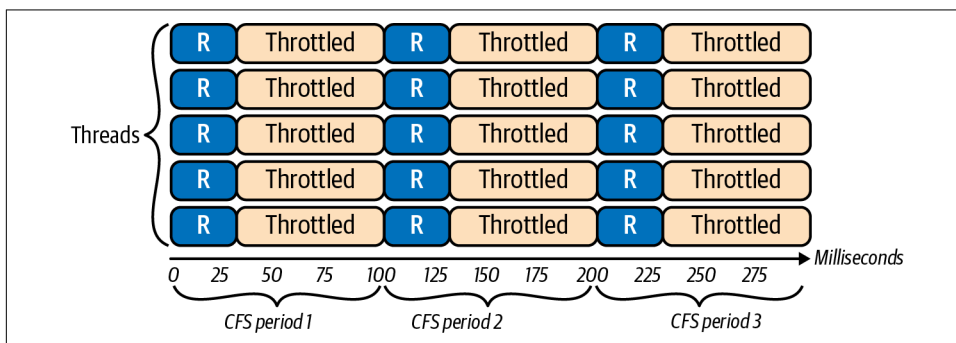 R Throttled R Throttled R Throttled
R Throttled R Throttled R Throttled
Threads R Throttled R Throttled R Throttled
R Throttled R Throttled R Throttled
R Throttled R Throttled R Throttled
Milliseconds
0 25 50 75 100 125 150 175 200 225 250 275
CFS period 1 CFS period 2 CFS period 3